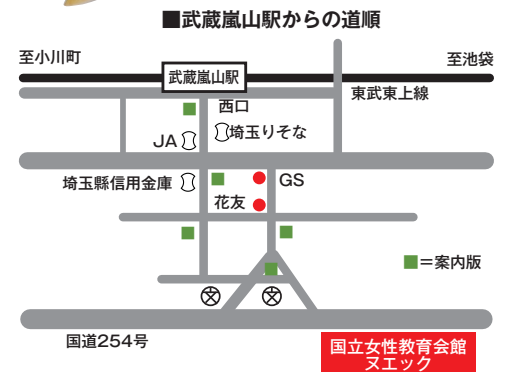 ■武蔵嵐山駅からの道順
至小川町
至池袋
武蔵嵐山駅
東武東上線
西口
埼玉りそな
JA
埼玉縣信用金庫
GS
花友
■＝案内版
国道254号
国立女性教育会館
ヌエック